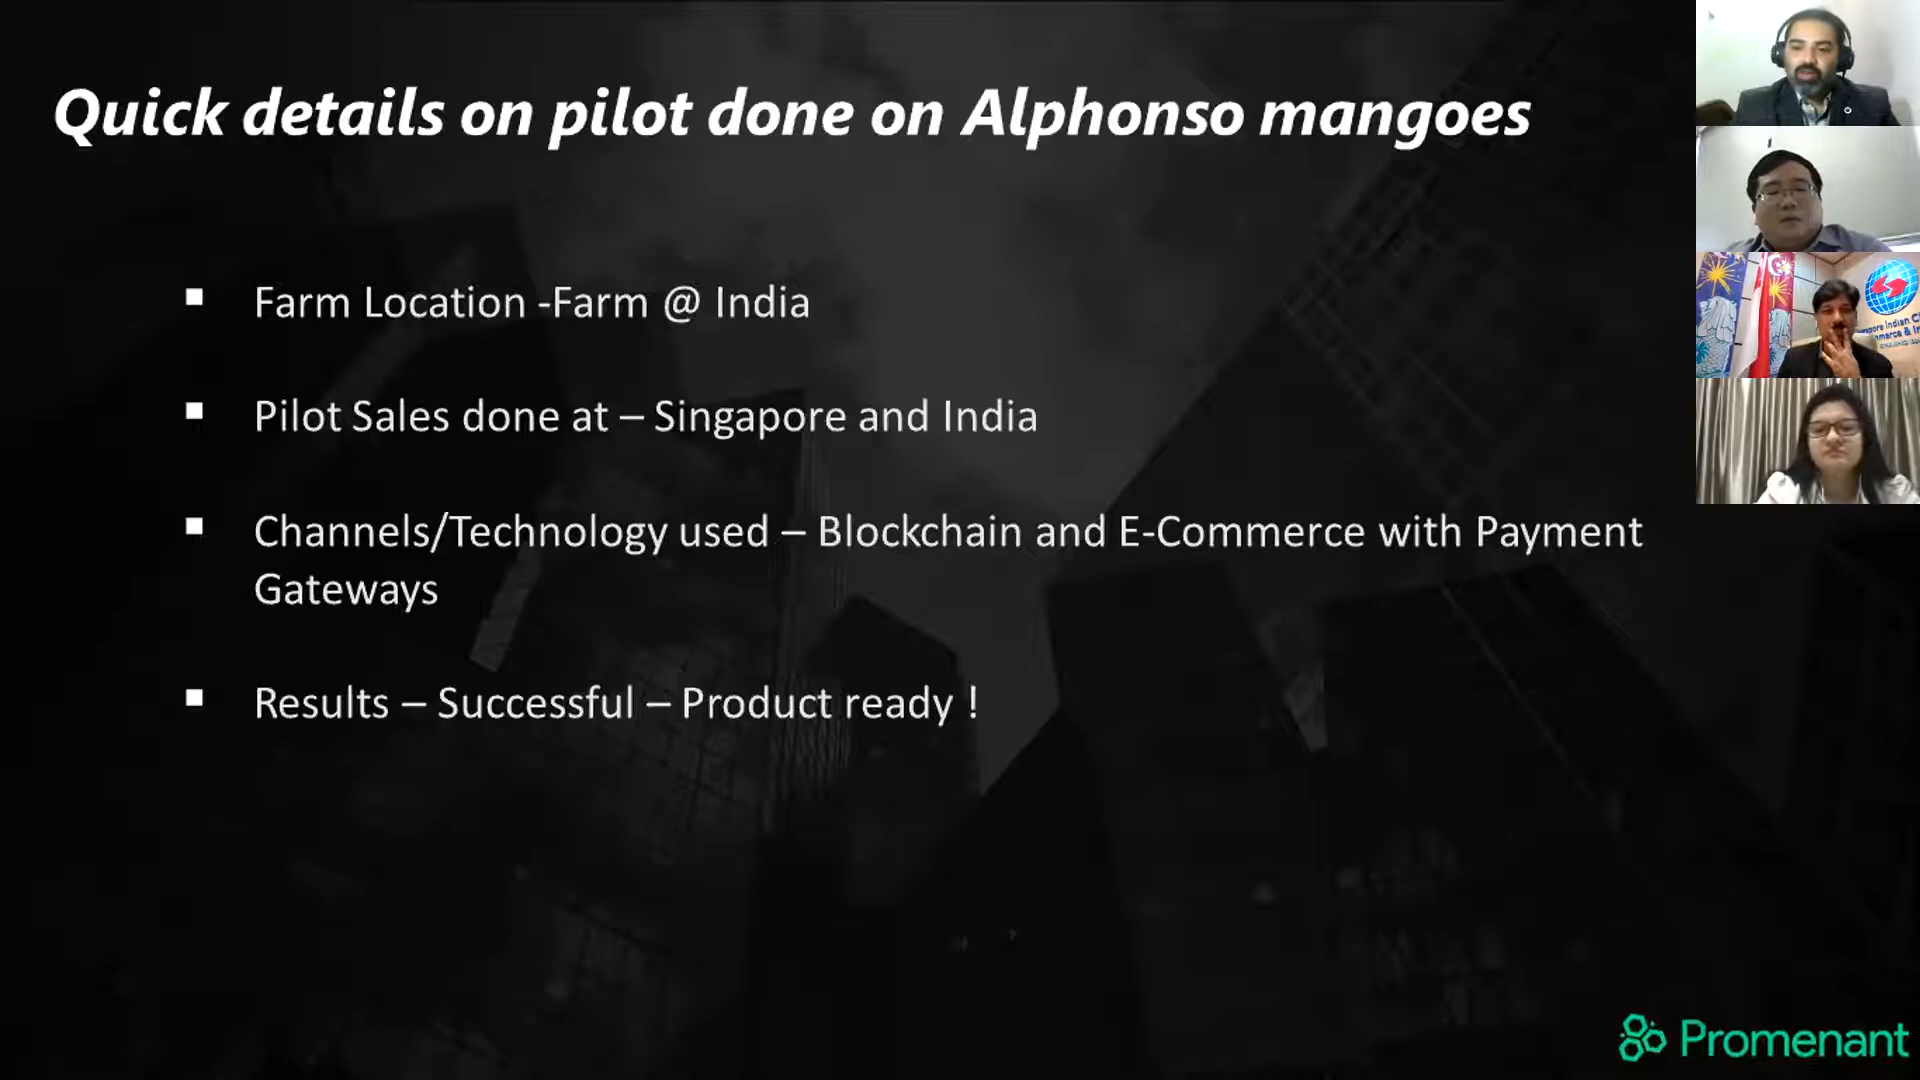 Quick details on pilot done on Alphonso mangoes
▪ Farm Location -Farm @ India
▪ Pilot Sales done at – Singapore and India
▪ Channels/Technology used – Blockchain and E-Commerce with Payment
Gateways
▪ Results – Successful – Product ready !
Indian
Promenant